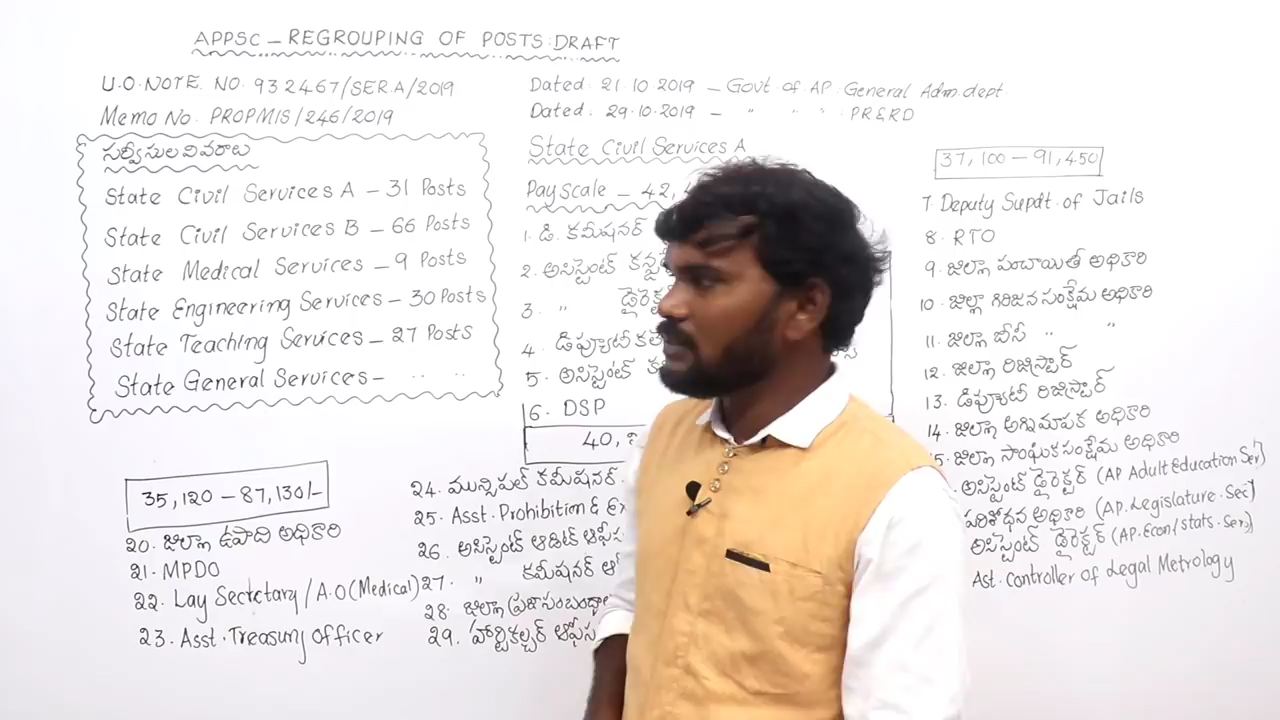 APPSC - REGROUPING OF POSTS: DRAFT
U.O.NOTE. NO. 932467/SER.A/2019
Memo No. PROPMIS/246/2019
Dated: 21.10.2019 - Govt of AP General Adm.dept.
Dated: 29.10.2019 - " " " : PR&RD
సర్వీసుల వివరాలు
State Civil Services A - 31 Posts
State Civil Services B - 66 Posts
State Medical Services - 9 Posts
State Engineering Services - 30 Posts
State Teaching Services - 27 Posts
State General Services - .. ..
State Civil Services A
Pay scale - 42,
1. డి. కమీషనర్
2. అసిస్టెంట్
3. "
4.
5. అసిస్టెంట్
6. DSP
40,
37,100 - 91,450
7. Deputy Supdt. of Jails
8. RTO
9. జిల్లా పంచాయితీ అధికారి
10. జిల్లా గిరిజన సంక్షేమ అధికారి
11. జిల్లా బీసీ " "
12. జిల్లా రిజిస్ట్రార్
13. డిప్యూటీ రిజిస్ట్రార్
14. జిల్లా అగ్నిమాపక అధికారి
5. జిల్లా సాంఘిక సంక్షేమ అధికారి
అసిస్టెంట్ డైరెక్టర్ (AP Adult Education Ser)
పరిశోధన అధికారి (AP. Legislature. Sec)
అసిస్టెంట్ డైరెక్టర్ (AP. Econ/Stats. Ser)
Ast. Controller of Legal Metrology
35,120 - 87,130/-
20. జిల్లా ఉపాది అధికారి
21. MPDO
22. Lay Secretary / A.O (Medical)
23. Asst. Treasury Officer
24. మున్సిపల్ కమీషనర్
25. Asst. Prohibition &
26. అసిస్టెంట్ ఆడిట్
27. " కమీషనర్
28. జిల్లా
29. హార్టికల్చర్